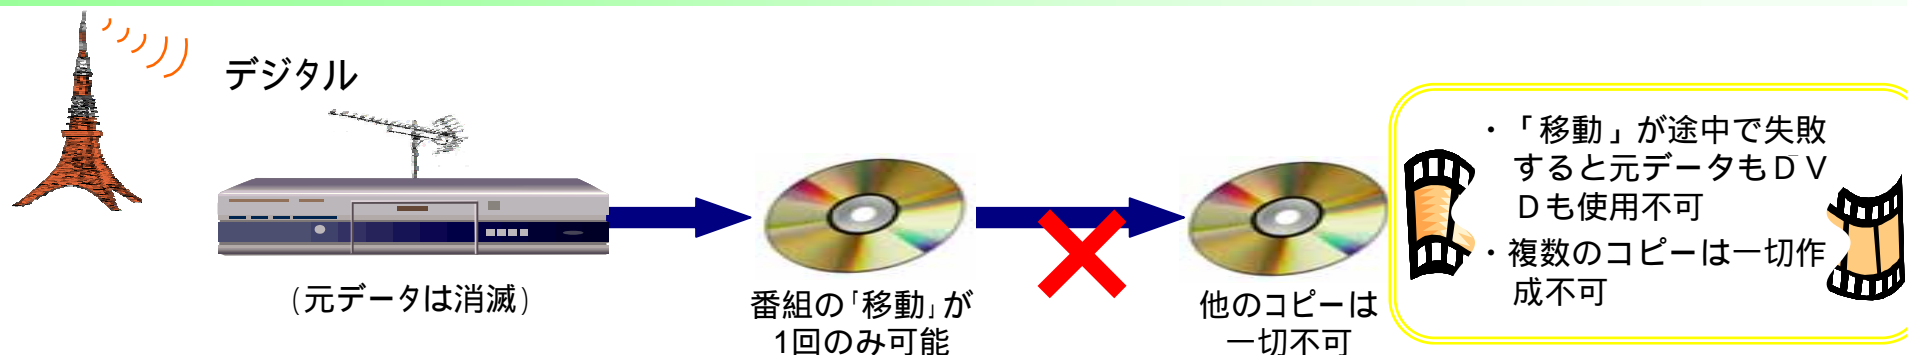 デジタル
(元データは消滅)
番組の「移動」が
1回のみ可能
他のコピーは
一切不可
・「移動」が途中で失敗
すると元データもＤＶ
Ｄも使用不可
・複数のコピーは一切作
成不可